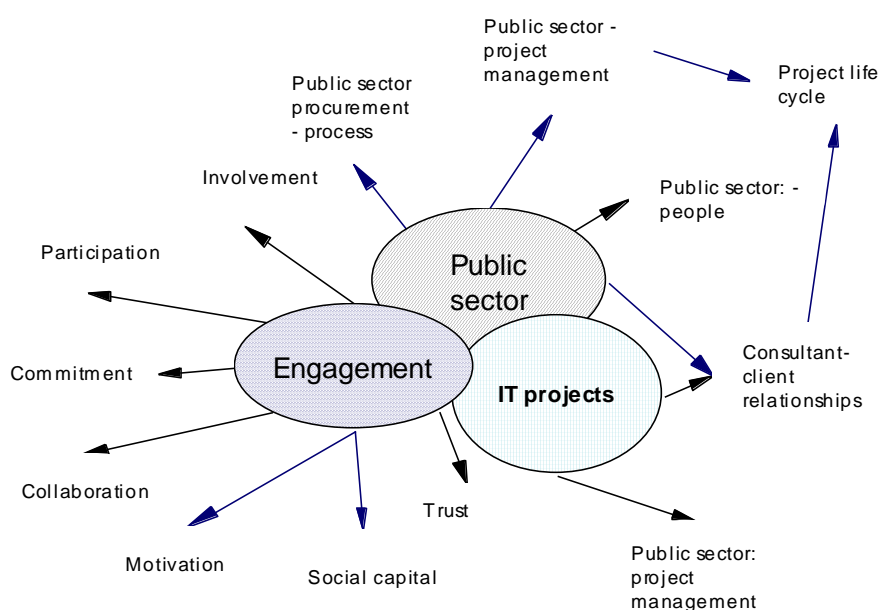 Public sector -
project
management
Project life
cycle
Public sector
procurement
- process
Involvement
Public sector: -
people
Participation
Public
sector
Engagement
Commitment
IT projects
Consultant-
client
relationships
Collaboration
Trust
Motivation
Social capital
Public sector:
project
management